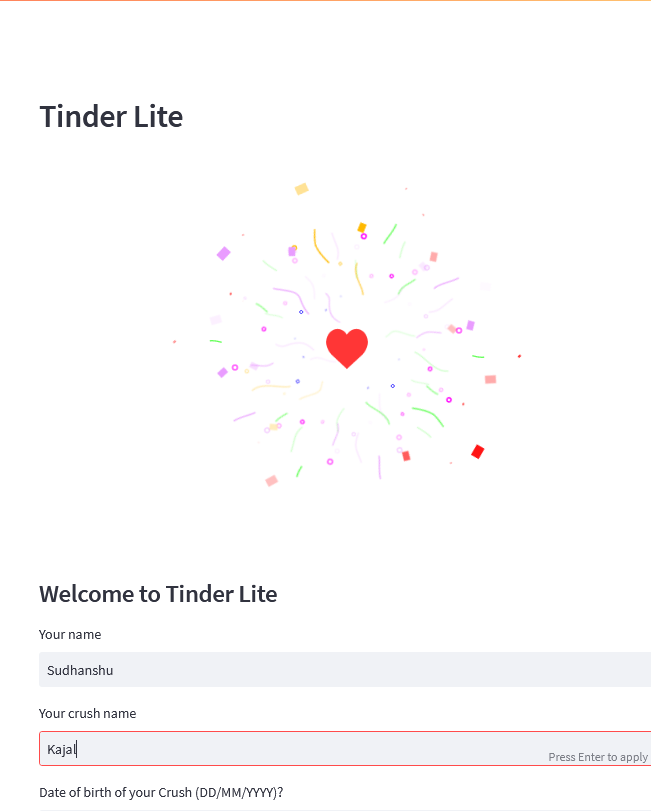 Tinder Lite
Welcome to Tinder Lite
Your name
Sudhanshu
Your crush name
Kajal
Press Enter to apply
Date of birth of your Crush (DD/MM/YYYY)?